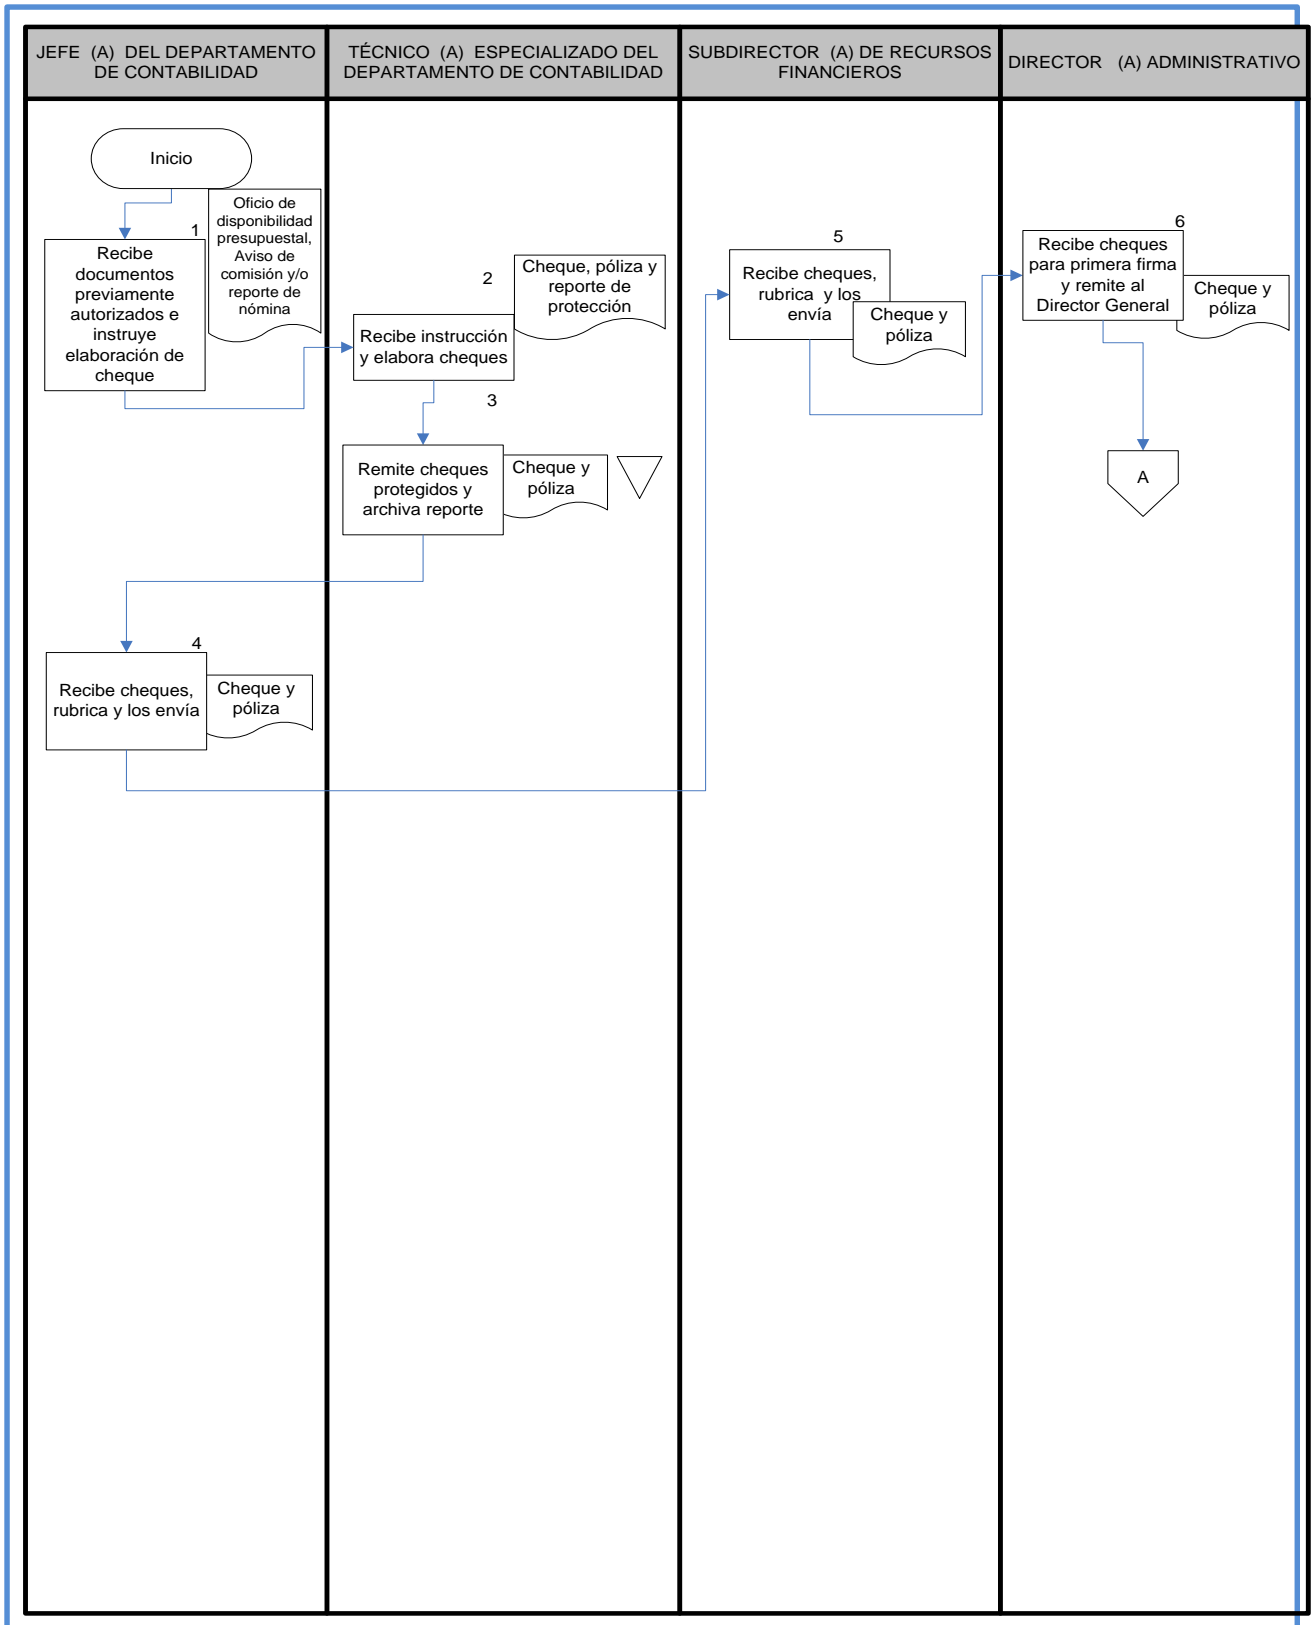 JEFE (A) DEL DEPARTAMENTO
DE CONTABILIDAD
TÉCNICO (A) ESPECIALIZADO DEL
DEPARTAMENTO DE CONTABILIDAD
SUBDIRECTOR (A) DE RECURSOS
FINANCIEROS
DIRECTOR (A) ADMINISTRATIVO
Inicio
1
Recibe
documentos
previamente
autorizados e
instruye
elaboración de
cheque
Oficio de
disponibilidad
presupuestal,
Aviso de
comisión y/o
reporte de
nómina
2
Recibe instrucción
y elabora cheques
Cheque, póliza y
reporte de
protección
3
Remite cheques
protegidos y
archiva reporte
Cheque y
póliza
4
Recibe cheques,
rubrica y los envía
Cheque y
póliza
5
Recibe cheques,
rubrica y los
envía
Cheque y
póliza
6
Recibe cheques
para primera firma
y remite al
Director General
Cheque y
póliza
A